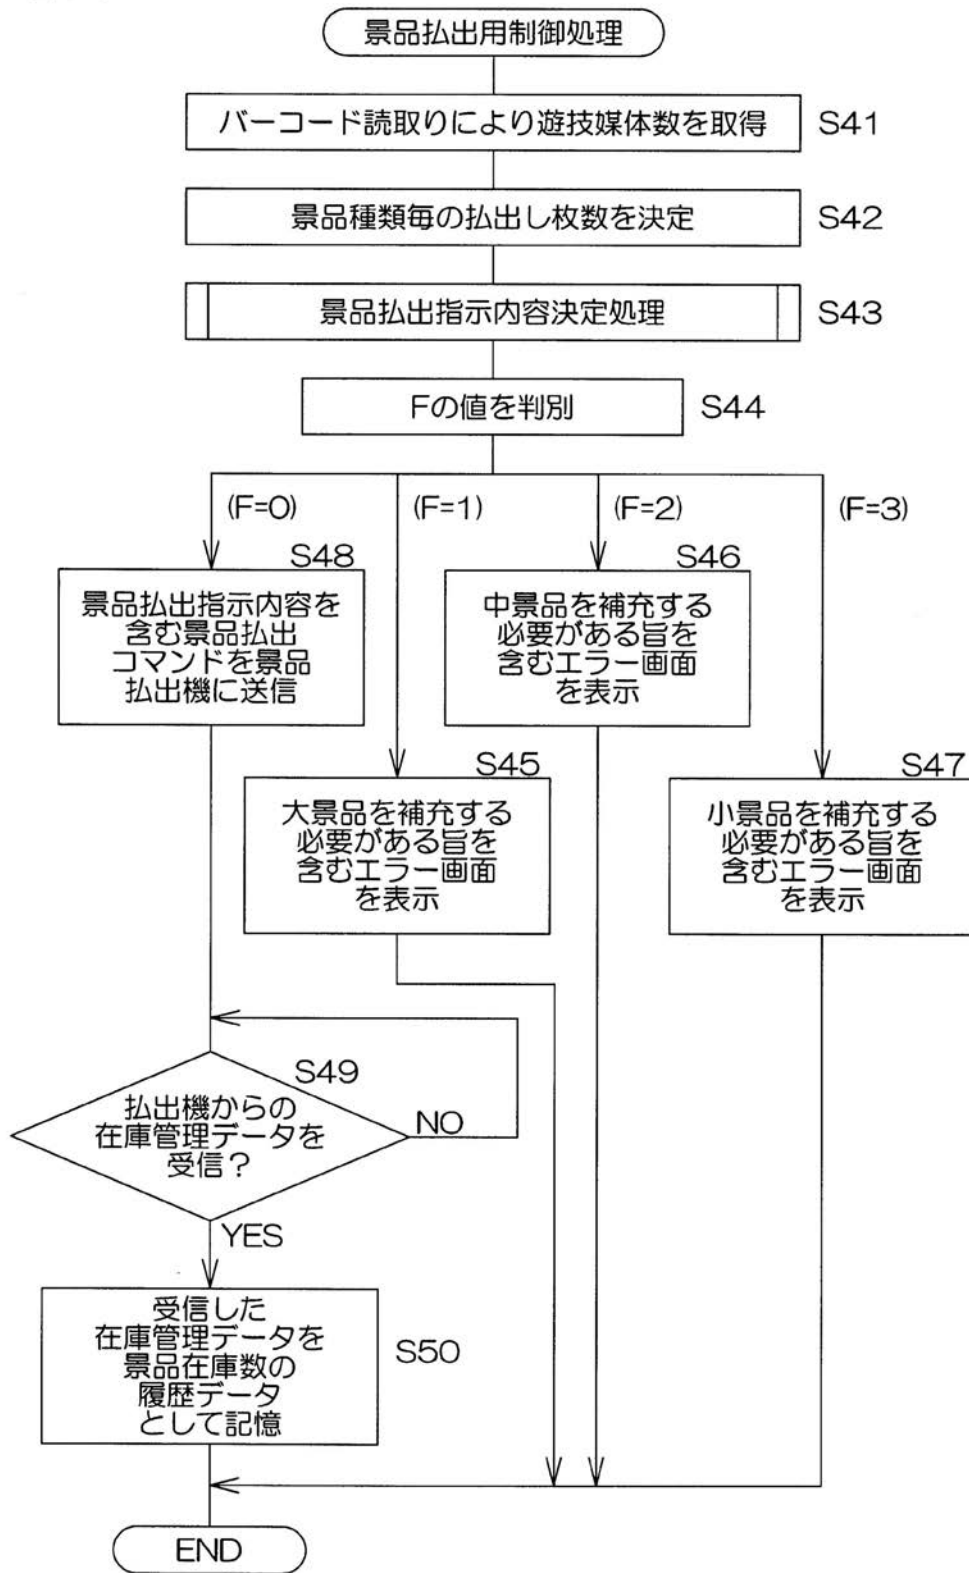 景品払出用制御処理
バーコード読取りにより遊技媒体数を取得
S41
景品種類毎の払出し枚数を決定
S42
景品払出指示内容決定処理
S43
Fの値を判別
S44
(F=0)
(F=1)
(F=2)
(F=3)
S48
景品払出指示内容を
含む景品払出
コマンドを景品
払出機に送信
S46
中景品を補充する
必要がある旨を
含むエラー画面
を表示
S45
大景品を補充する
必要がある旨を
含むエラー画面
を表示
S47
小景品を補充する
必要がある旨を
含むエラー画面
を表示
S49
払出機からの
在庫管理データを
受信？
NO
YES
受信した
在庫管理データを
景品在庫数の
履歴データ
として記憶
S50
END